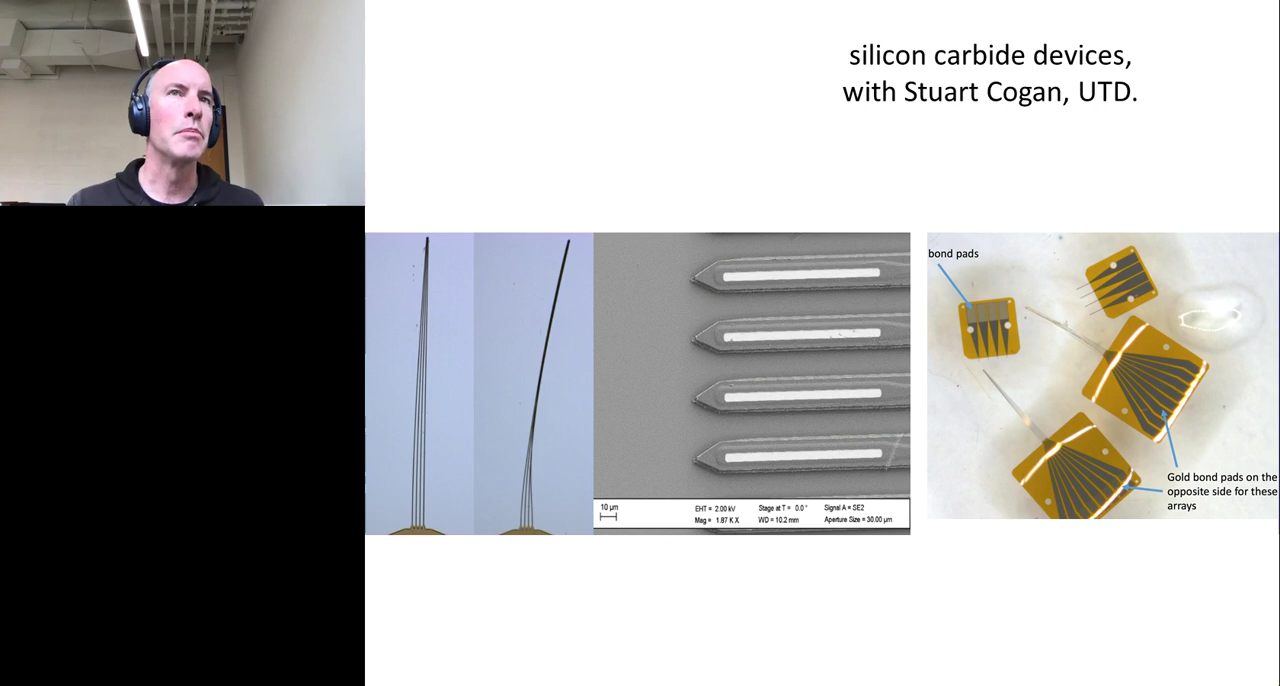 silicon carbide devices,
with Stuart Cogan, UTD.
bond pads
10 µm
EHT = 2.00 kV Stage at T = 0.0 ° Signal A = SE2
Mag = 1.87 K X WD = 10.2 mm Aperture Size = 30.00 µm
Gold bond pads on the
opposite side for these
arrays